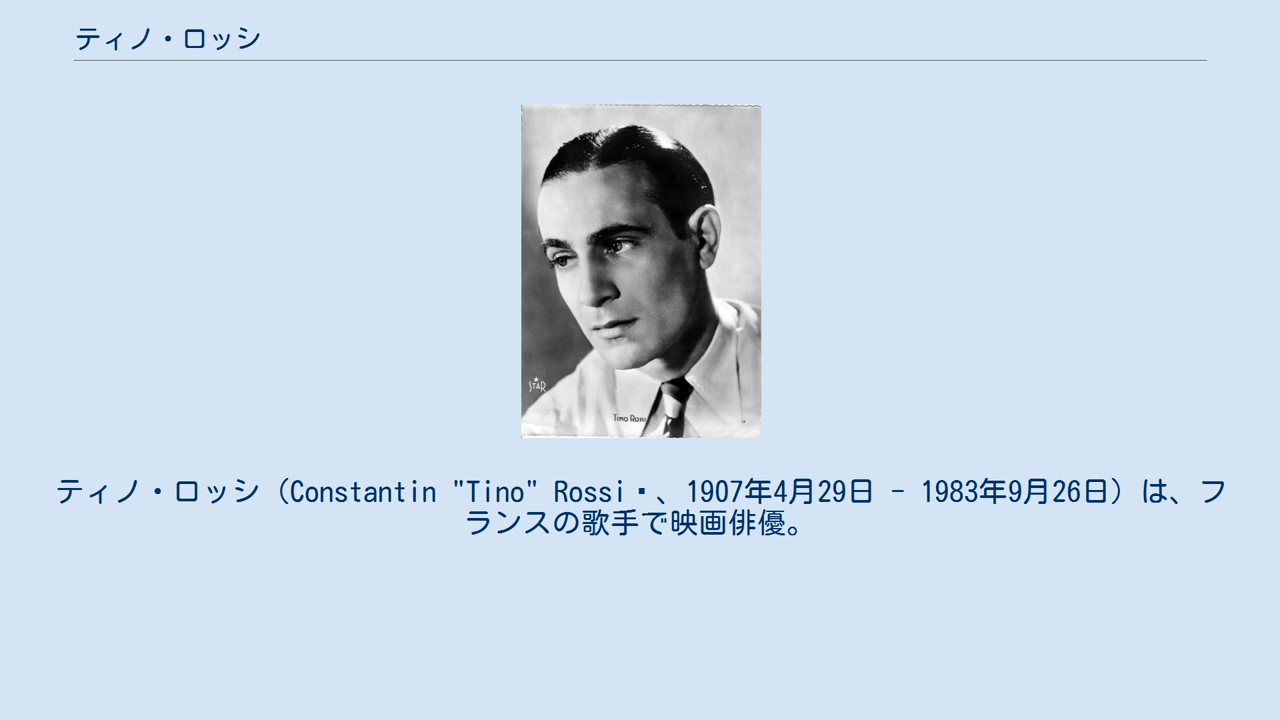 ティノ・ロッシ
STAR
Tino Rossi
ティノ・ロッシ（Constantin "Tino" Rossi▪、1907年4月29日 - 1983年9月26日）は、フ
ランスの歌手で映画俳優。